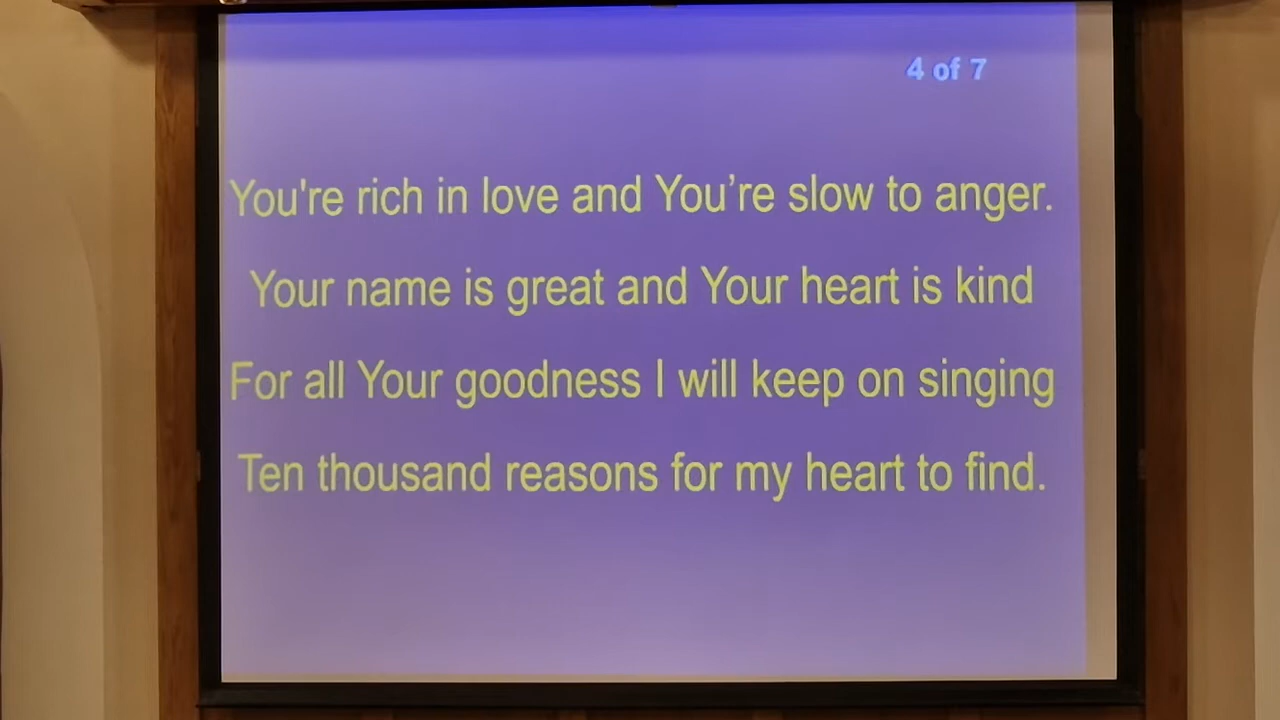 4 of 7
You're rich in love and You’re slow to anger.
Your name is great and Your heart is kind
For all Your goodness I will keep on singing
Ten thousand reasons for my heart to find.